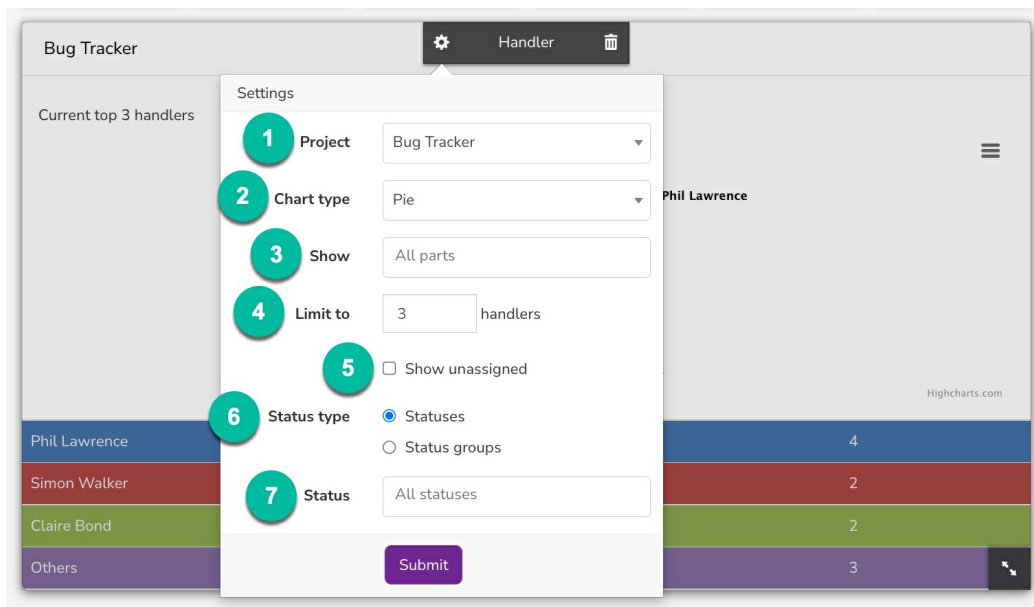 Bug Tracker
Handler
Current top 3 handlers
Settings
1 Project Bug Tracker
2 Chart type Pie
Phil Lawrence
3 Show All parts
4 Limit to 3 handlers
5 Show unassigned
Highcharts.com
6 Status type Statuses
Status groups
Phil Lawrence 4
Simon Walker 2
7 Status All statuses
Claire Bond 2
Submit
Others 3